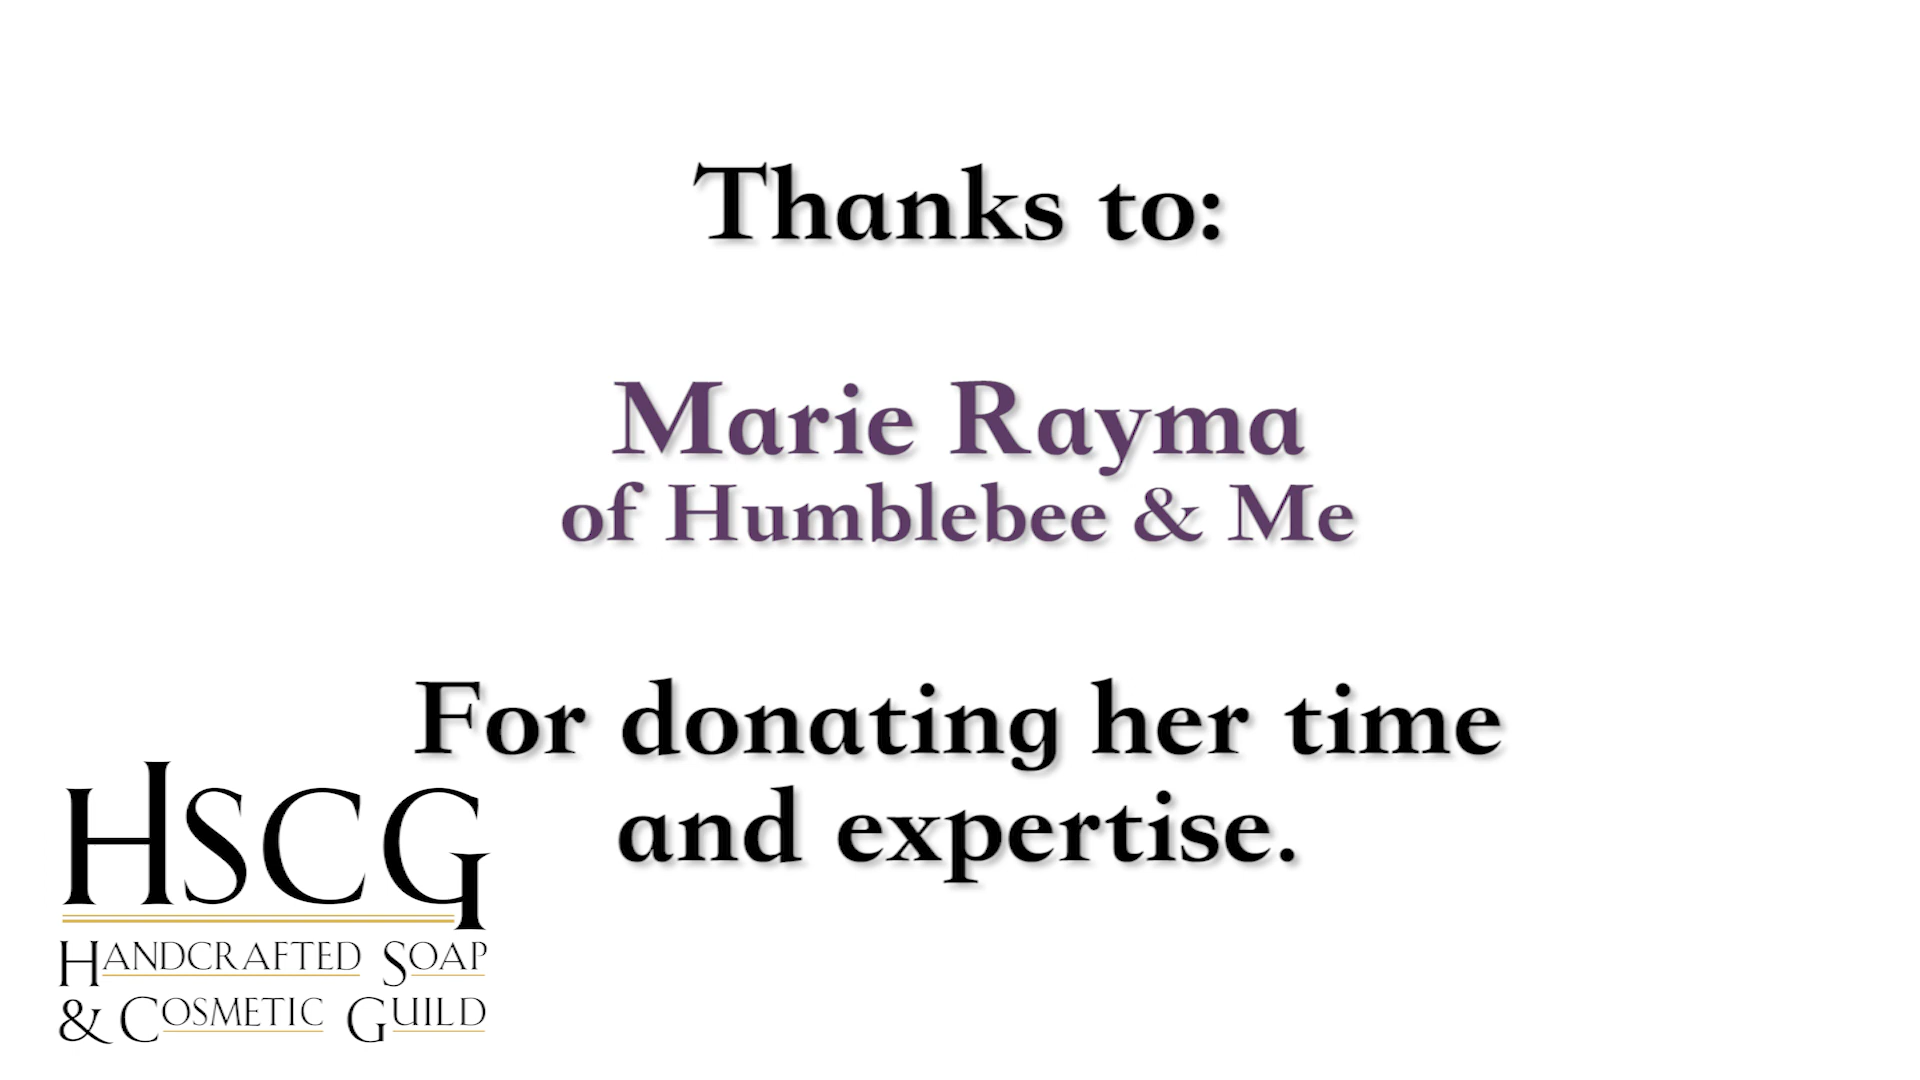 Thanks to:
Marie Rayma
of Humblebee & Me
For donating her time
and expertise.
HSCG
HANDCRAFTED SOAP
& COSMETIC GUILD